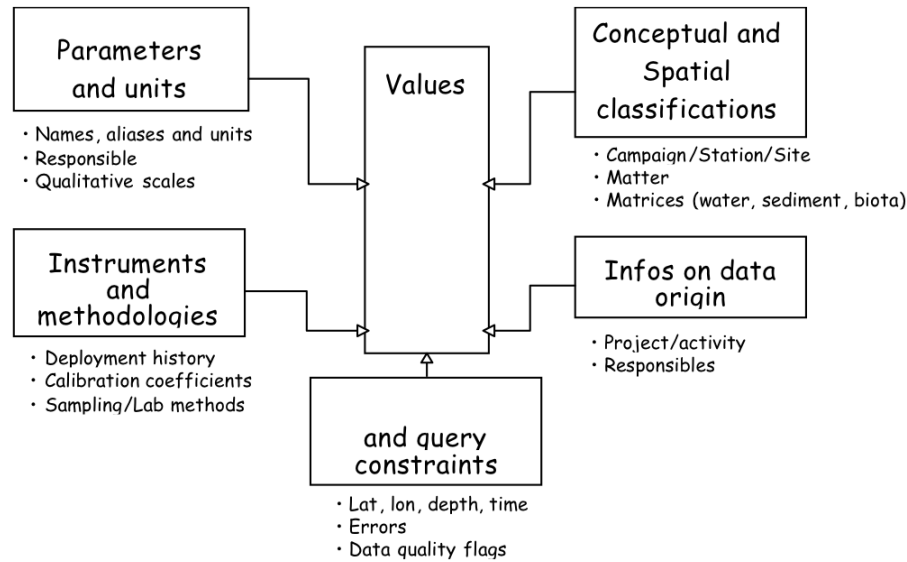 Parameters
and units
· Names, aliases and units
· Responsible
· Qualitative scales
Values
Conceptual and
Spatial
classifications
· Campaign/Station/Site
· Matter
· Matrices (water, sediment, biota)
Instruments
and
methodologies
· Deployment history
· Calibration coefficients
· Sampling/Lab methods
Infos on data
origin
· Project/activity
· Responsibles
and query
constraints
· Lat, lon, depth, time
· Errors
· Data quality flags